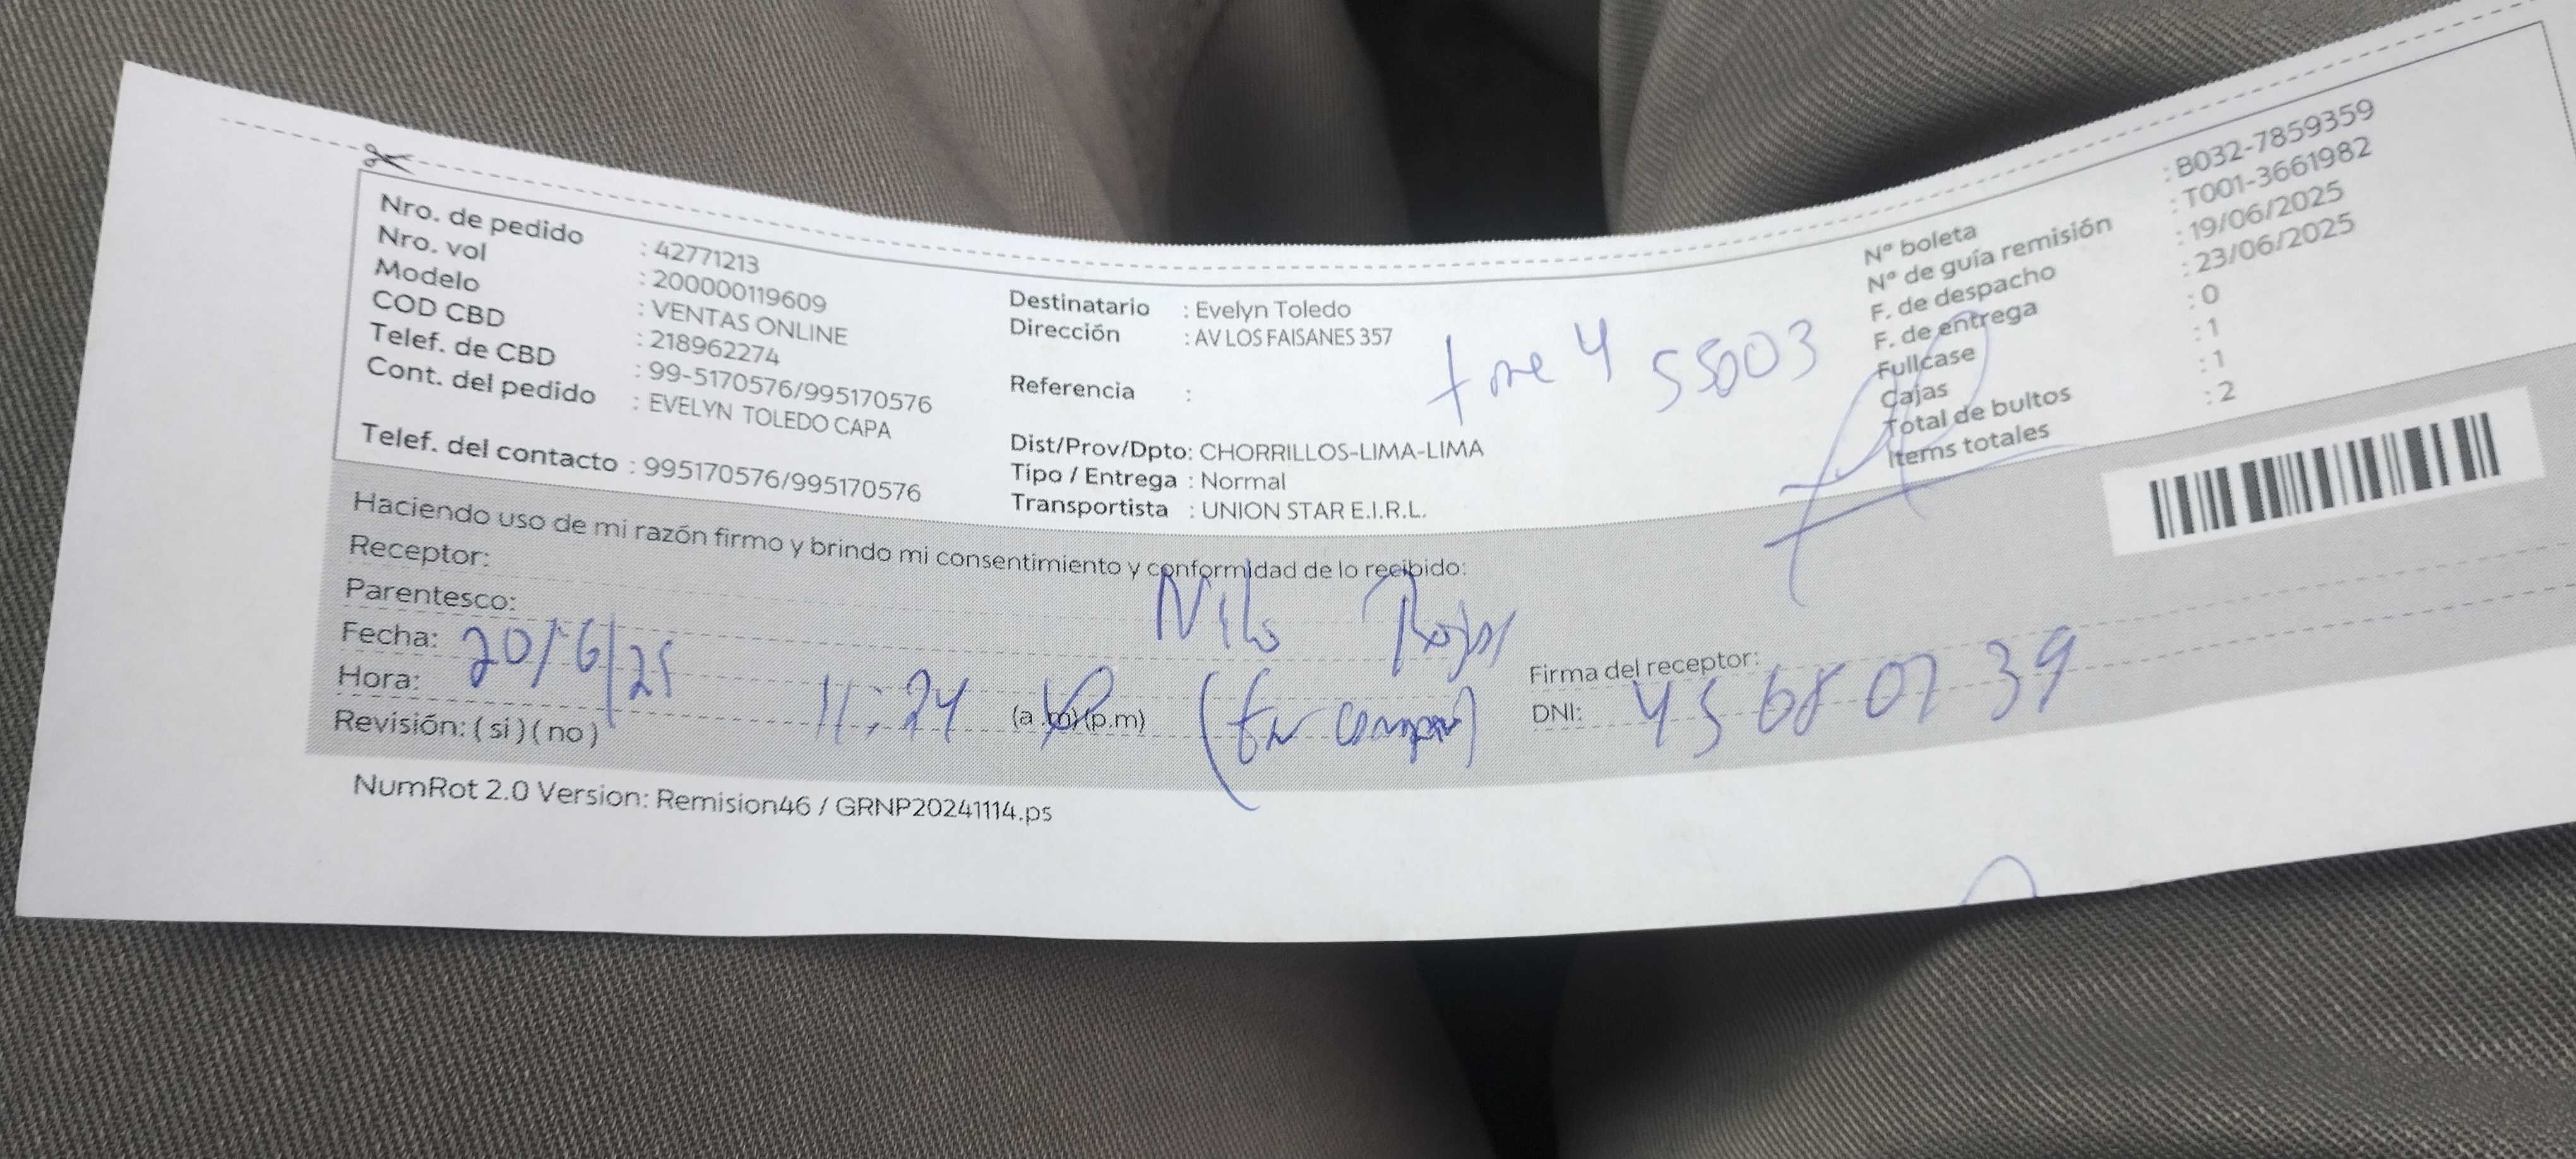 Nro. de pedido : 42771213
Nro. vol : 200000119609
Modelo : VENTAS ONLINE
COD CBD : 218962274
Telef. de CBD : 99-5170576/995170576
Cont. del pedido : EVELYN TOLEDO CAPA
Telef. del contacto : 995170576/995170576
Destinatario : Evelyn Toledo
Dirección : AV LOS FAISANES 357
Referencia :
Dist/Prov/Dpto: CHORRILLOS-LIMA-LIMA
Tipo / Entrega : Normal
Transportista : UNION STAR E.I.R.L.
Nº boleta : B032-7859359
Nº de guía remisión : T001-3661982
F. de despacho : 19/06/2025
F. de entrega : 23/06/2025
Fullcase : 0
Cajas : 1
Total de bultos : 1
Items totales : 2
Haciendo uso de mi razón firmo y brindo mi consentimiento y conformidad de lo recibido:
Receptor: Nilo Rojas
Parentesco:
Fecha: 20/6/25
Hora: 11:24 (a.m)(p.m)
Revisión: ( si ) ( no )
Firma del receptor:
DNI: 45680739
NumRot 2.0 Version: Remision46 / GRNP20241114.ps